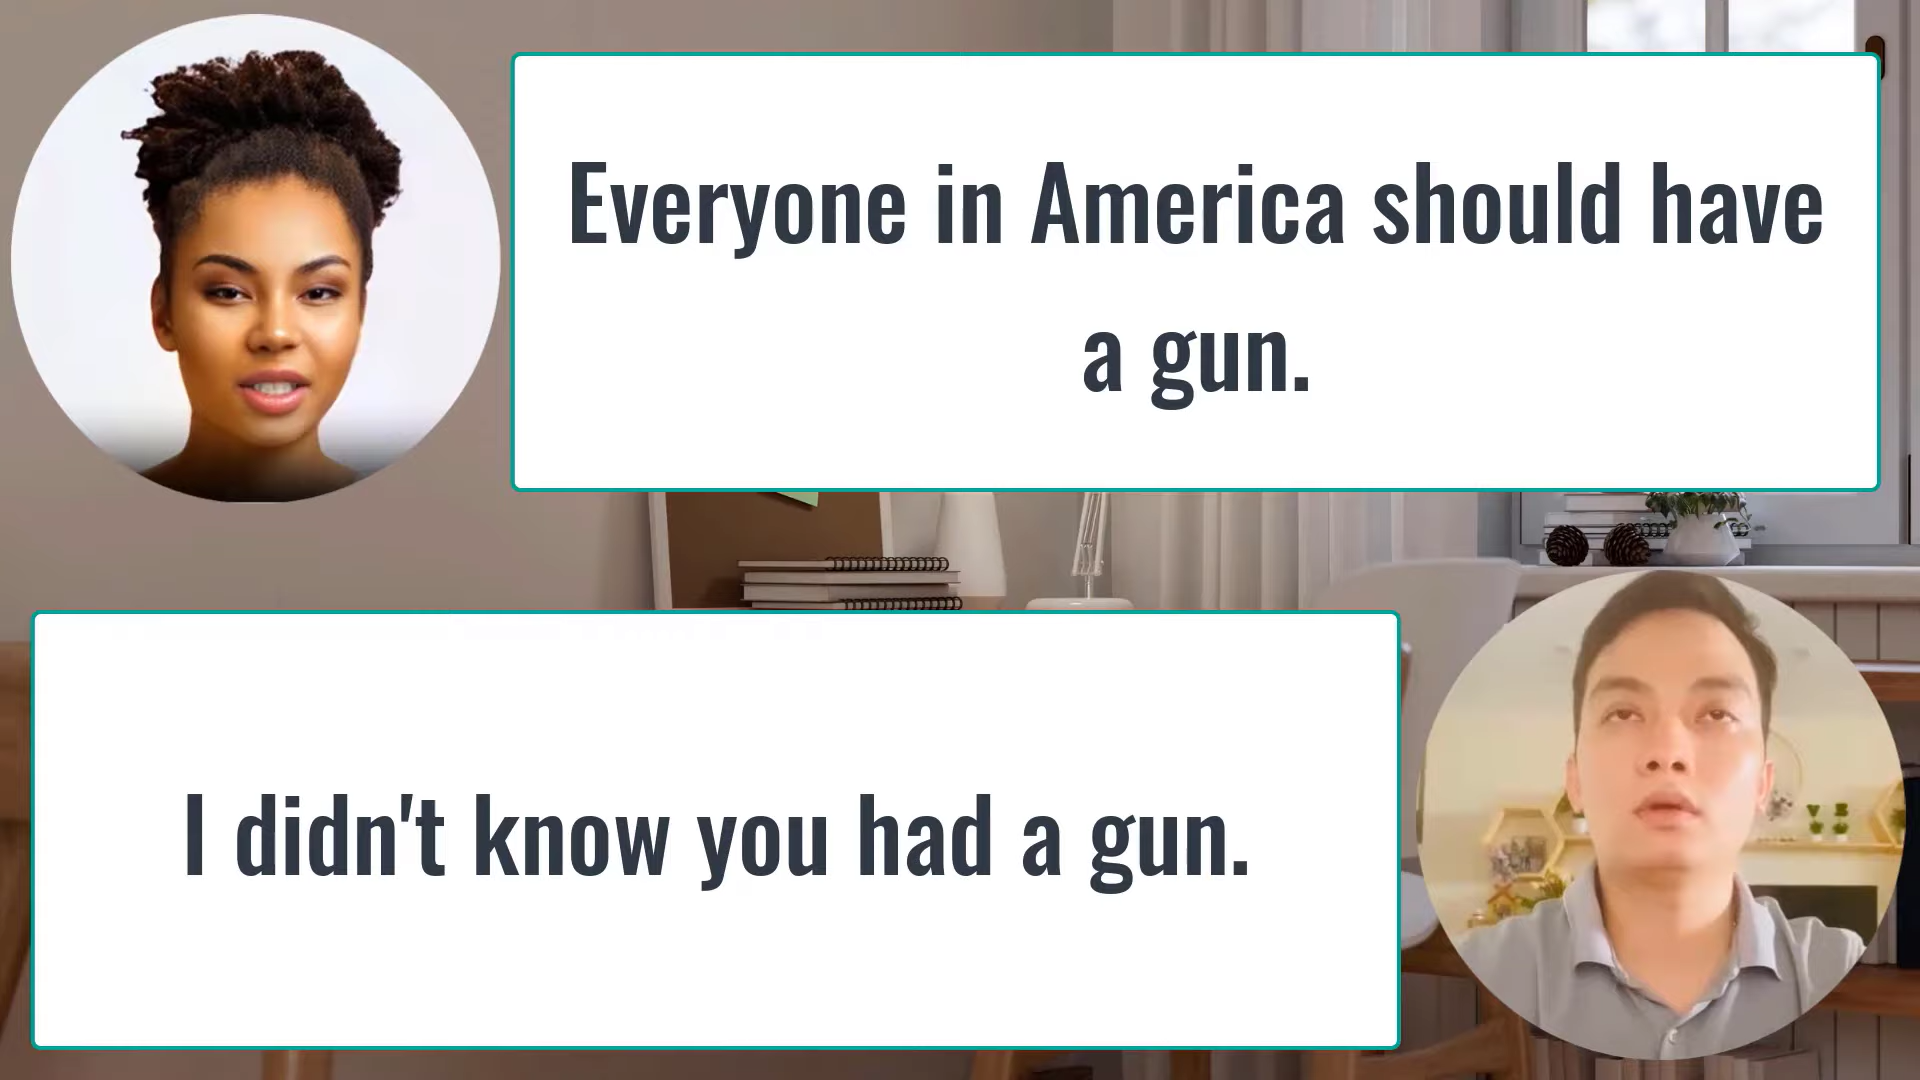 Everyone in America should have
a gun.
I didn't know you had a gun.